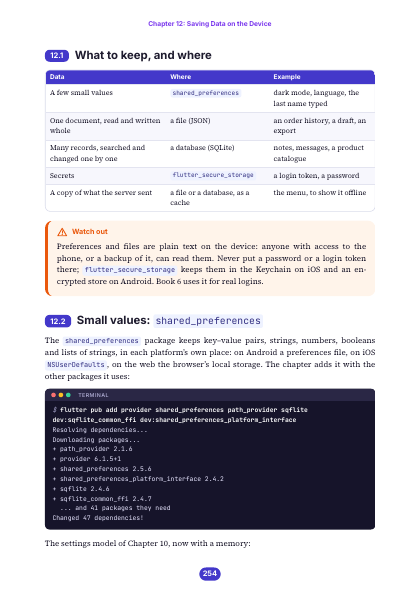 Chapter 12: Saving Data on the Device
12.1 What to keep, and where
Data Where Example
A few small values shared_preferences dark mode, language, the
last name typed
One document, read and written a file (JSON) an order history, a draft, an
whole export
Many records, searched and a database (SQLite) notes, messages, a product
changed one by one catalogue
Secrets flutter_secure_storage a login token, a password
A copy of what the server sent a file or a database, as a the menu, to show it offline
cache
Watch out
Preferences and files are plain text on the device: anyone with access to the
phone, or a backup of it, can read them. Never put a password or a login token
there; flutter_secure_storage keeps them in the Keychain on iOS and an en-
crypted store on Android. Book 6 uses it for real logins.
12.2 Small values: shared_preferences
The shared_preferences package keeps key–value pairs, strings, numbers, booleans
and lists of strings, in each platform's own place: on Android a preferences file, on iOS
NSUserDefaults, on the web the browser's local storage. The chapter adds it with the
other packages it uses:
TERMINAL
$ flutter pub add provider shared_preferences path_provider sqflite
dev:sqflite_common_ffi dev:shared_preferences_platform_interface
Resolving dependencies...
Downloading packages...
+ path_provider 2.1.6
+ provider 6.1.5+1
+ shared_preferences 2.5.6
+ shared_preferences_platform_interface 2.4.2
+ sqflite 2.4.6
+ sqflite_common_ffi 2.4.7
... and 41 packages they need
Changed 47 dependencies!
The settings model of Chapter 10, now with a memory:
254